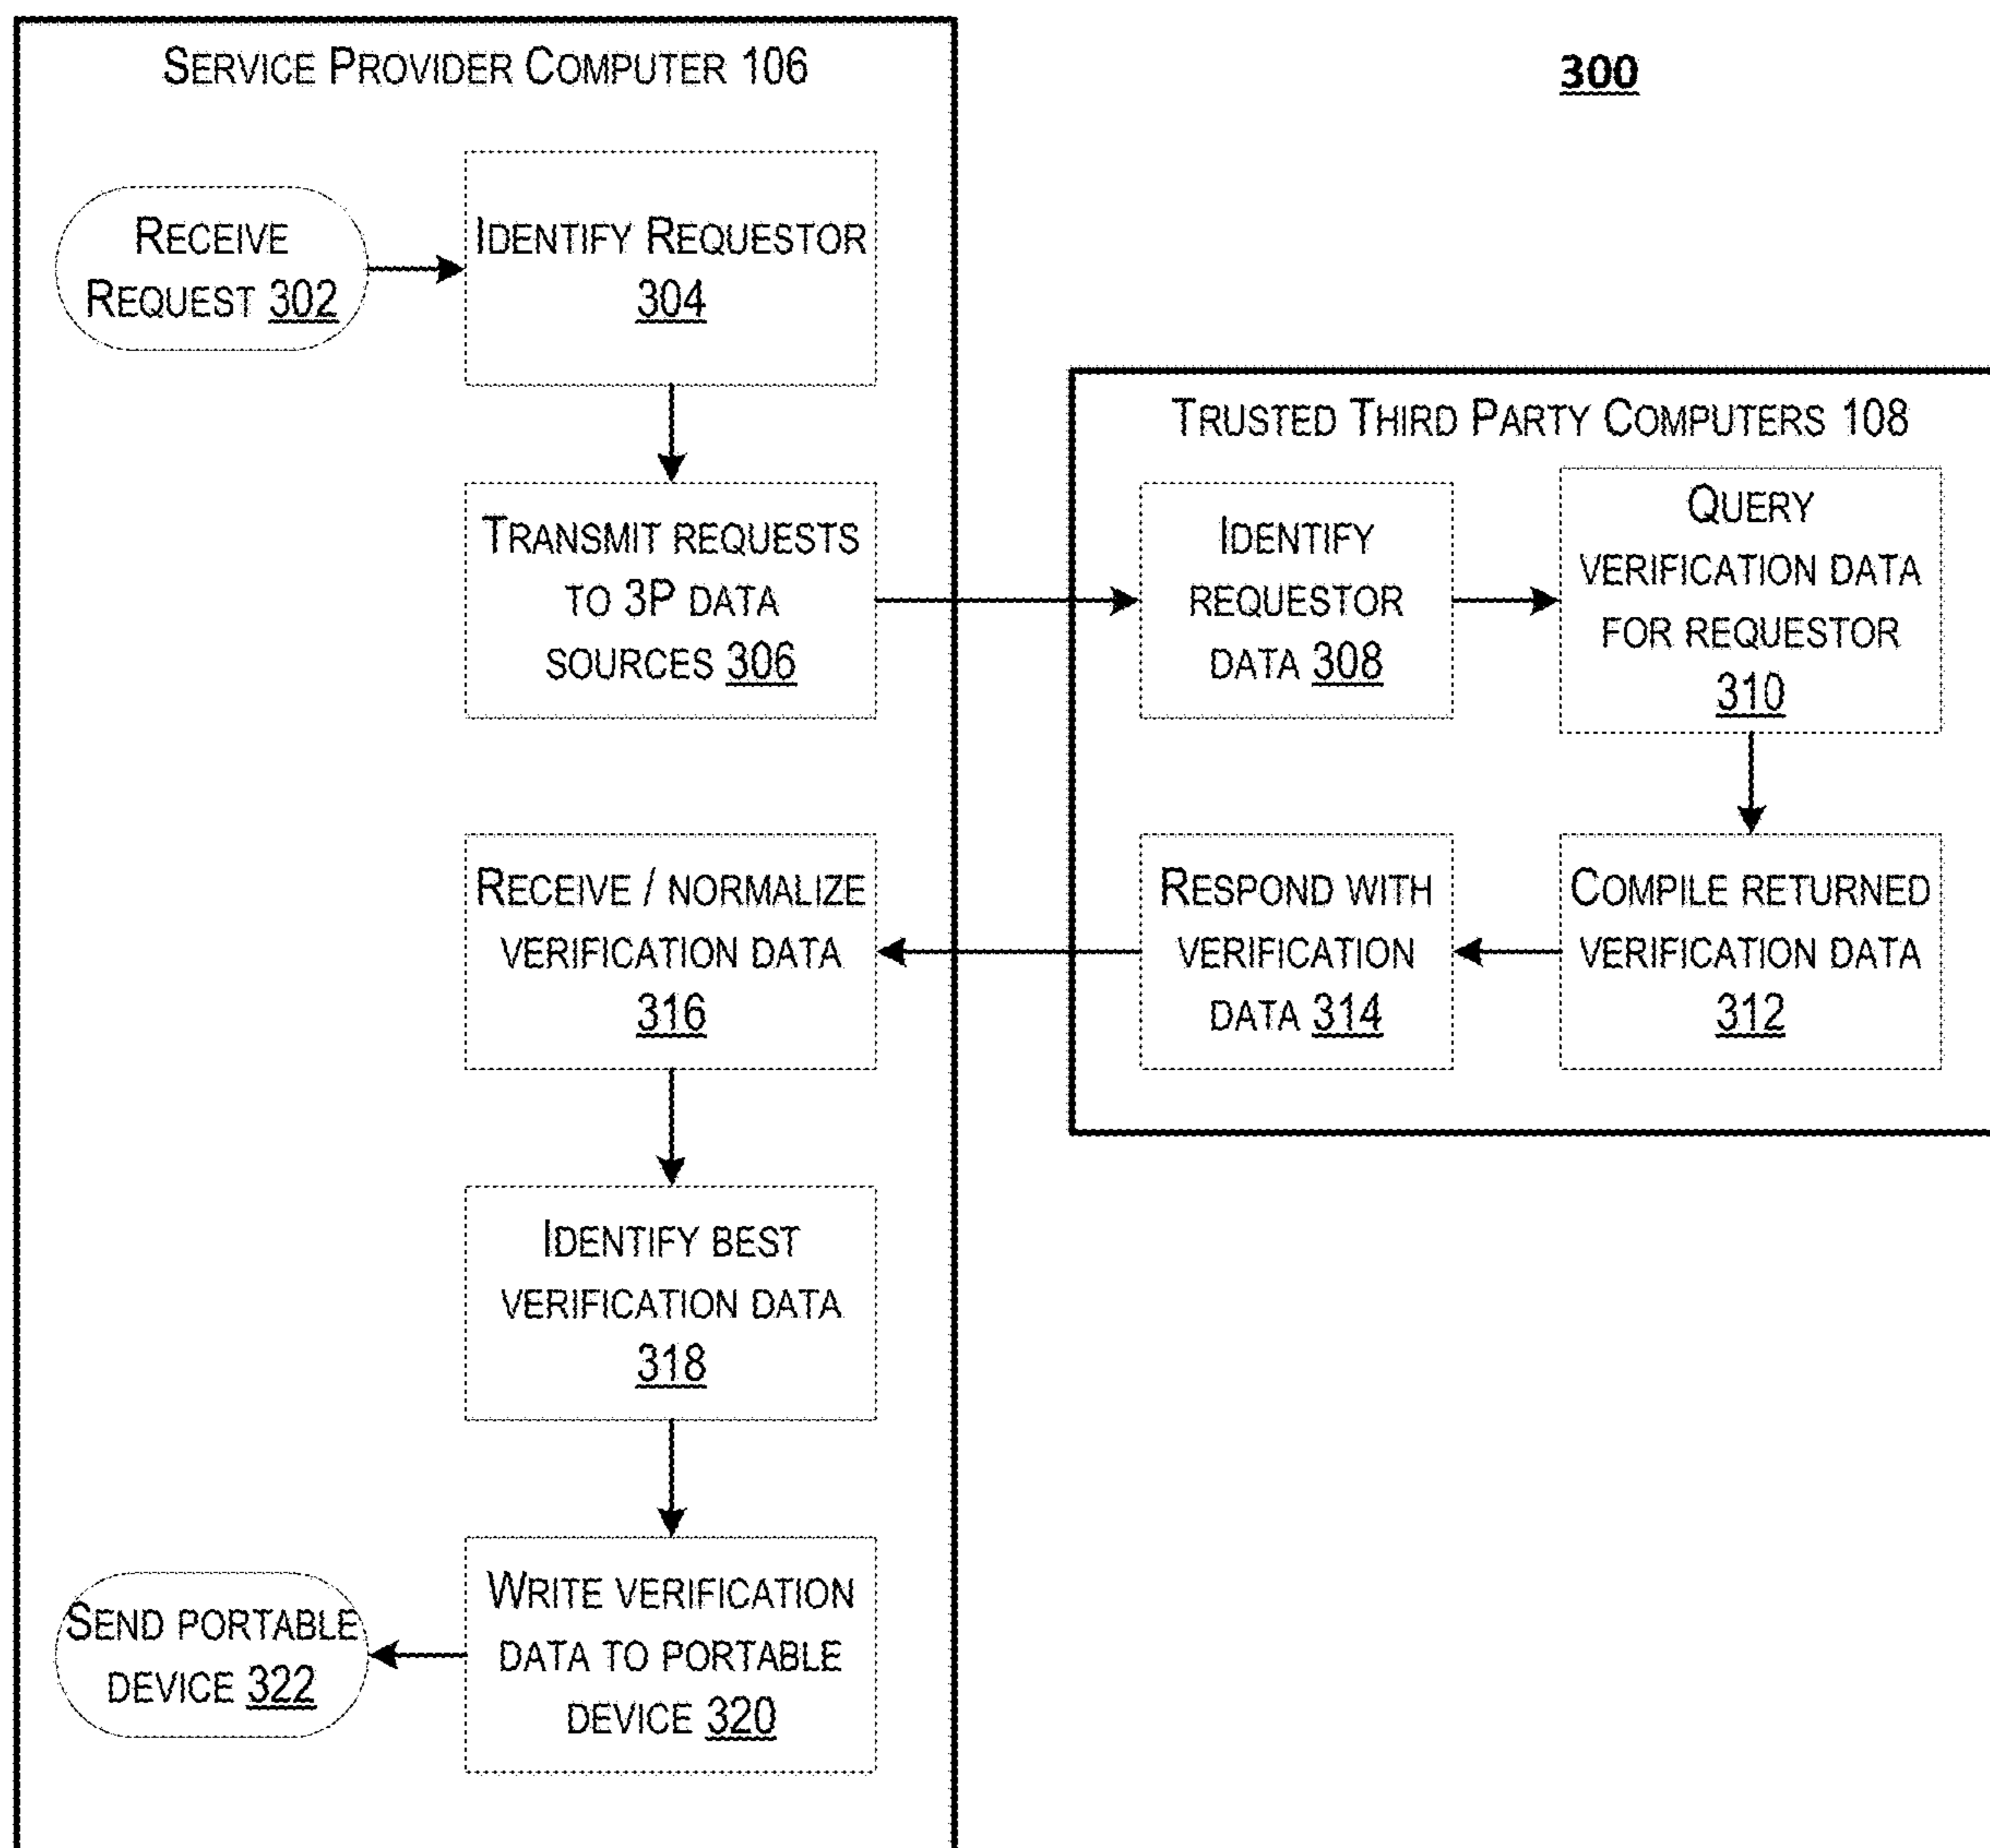 SERVICE PROVIDER COMPUTER 106
300
RECEIVE
REQUEST 302
IDENTIFY REQUESTOR
304
TRANSMIT REQUESTS
TO 3P DATA
SOURCES 306
TRUSTED THIRD PARTY COMPUTERS 108
IDENTIFY
REQUESTOR
DATA 308
QUERY
VERIFICATION DATA
FOR REQUESTOR
310
COMPILE RETURNED
VERIFICATION DATA
312
RESPOND WITH
VERIFICATION
DATA 314
RECEIVE / NORMALIZE
VERIFICATION DATA
316
IDENTIFY BEST
VERIFICATION DATA
318
WRITE VERIFICATION
DATA TO PORTABLE
DEVICE 320
SEND PORTABLE
DEVICE 322